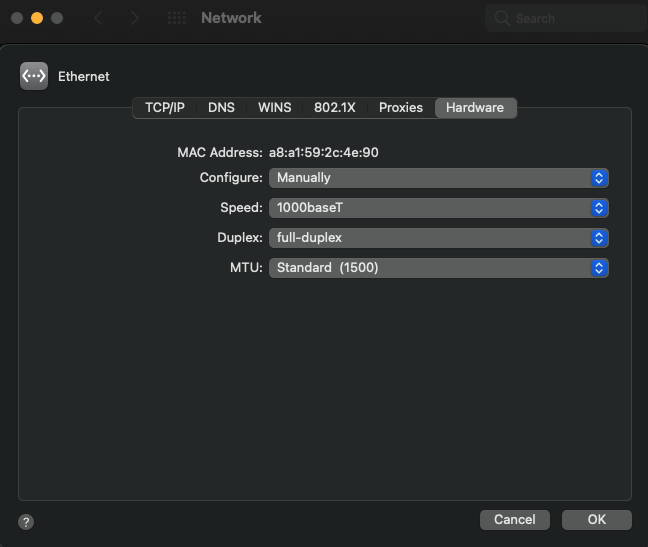 Network
Search
Ethernet
TCP/IP DNS WINS 802.1X Proxies Hardware
MAC Address: a8:a1:59:2c:4e:90
Configure: Manually
Speed: 1000baseT
Duplex: full-duplex
MTU: Standard (1500)
? Cancel OK